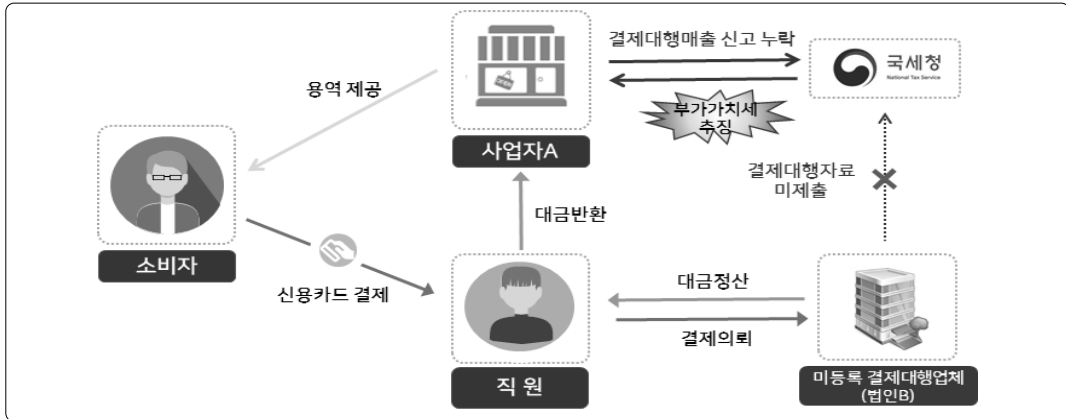 결제대행매출 신고 누락
국세청
National Tax Service
용역 제공
부가가치세
추징
사업자A
결제대행자료
미제출
대금반환
소비자
신용카드 결제
대금정산
결제의뢰
직 원
미등록 결제대행업체
(법인B)